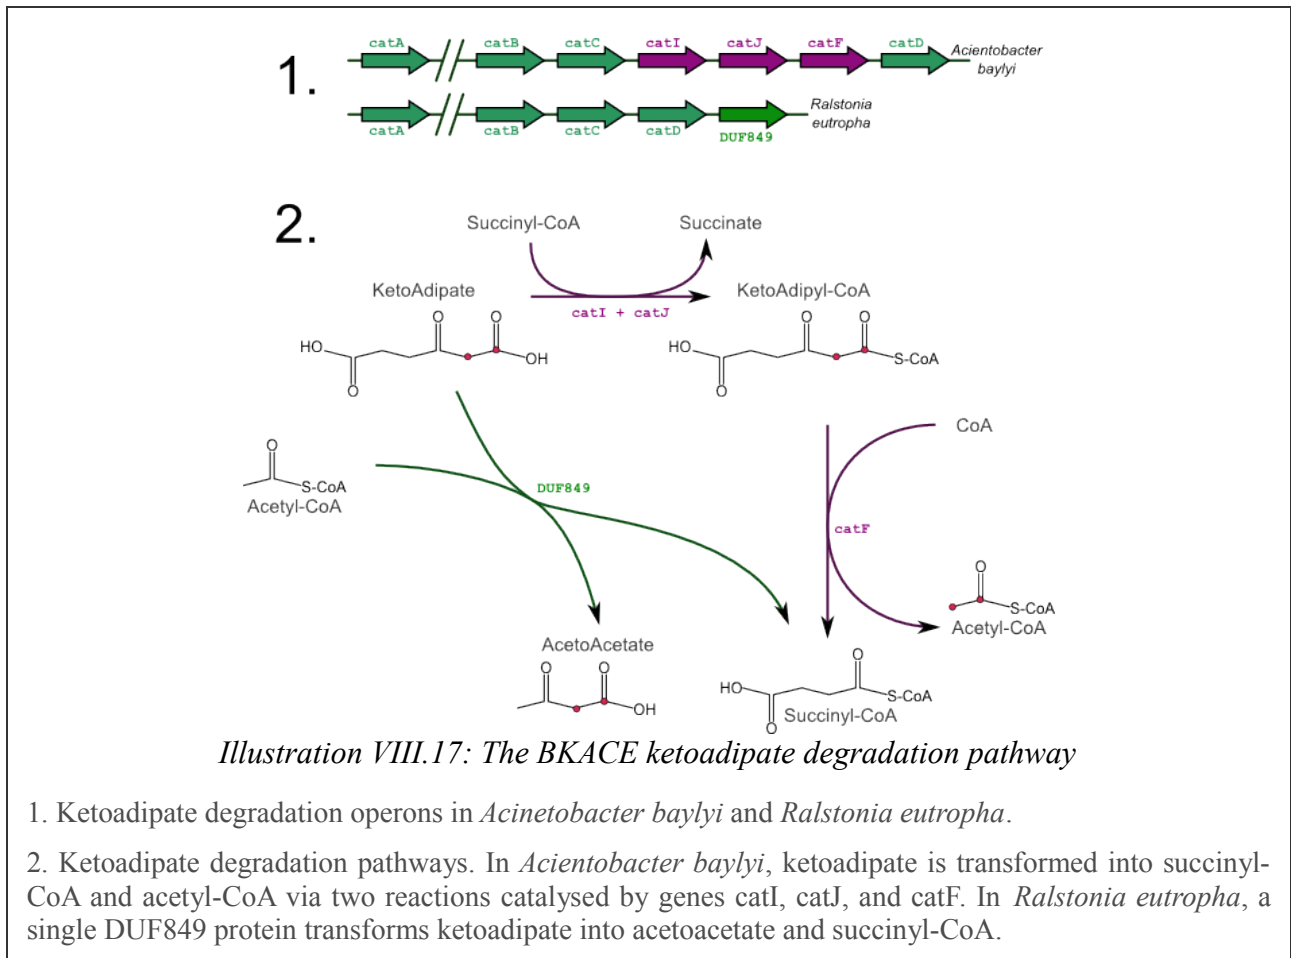 1.
catA catB catC catI catJ catF catD
Acientobacter
baylyi
Ralstonia
eutropha
catA catB catC catD DUF849
2.
Succinyl-CoA Succinate
KetoAdipate KetoAdipyl-CoA
catI + catJ
O O O O
HO OH HO S-CoA
O O
CoA
O
S-CoA
Acetyl-CoA
DUF849
catF
O
S-CoA
Acetyl-CoA
AcetoAcetate
O O O
OH HO S-CoA
O
Succinyl-CoA
Illustration VIII.17: The BKACE ketoadipate degradation pathway
1. Ketoadipate degradation operons in Acinetobacter baylyi and Ralstonia eutropha.
2. Ketoadipate degradation pathways. In Acientobacter baylyi, ketoadipate is transformed into succinyl-
CoA and acetyl-CoA via two reactions catalysed by genes catI, catJ, and catF. In Ralstonia eutropha, a
single DUF849 protein transforms ketoadipate into acetoacetate and succinyl-CoA.